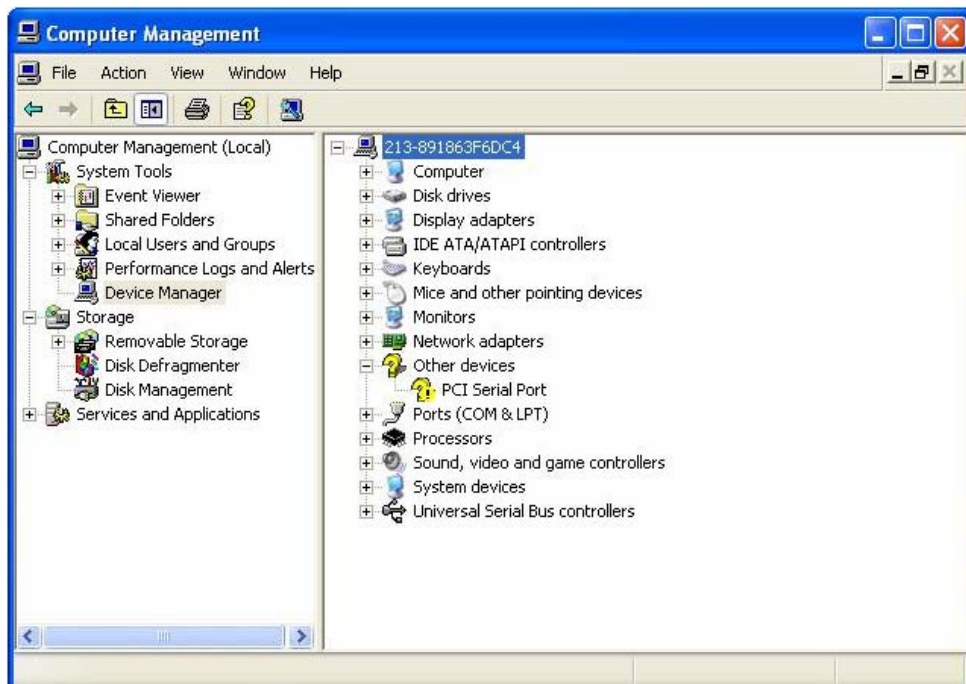 Computer Management
File Action View Window Help
Computer Management (Local)
System Tools
Event Viewer
Shared Folders
Local Users and Groups
Performance Logs and Alerts
Device Manager
Storage
Removable Storage
Disk Defragmenter
Disk Management
Services and Applications
213-891863F6DC4
Computer
Disk drives
Display adapters
IDE ATA/ATAPI controllers
Keyboards
Mice and other pointing devices
Monitors
Network adapters
Other devices
PCI Serial Port
Ports (COM & LPT)
Processors
Sound, video and game controllers
System devices
Universal Serial Bus controllers